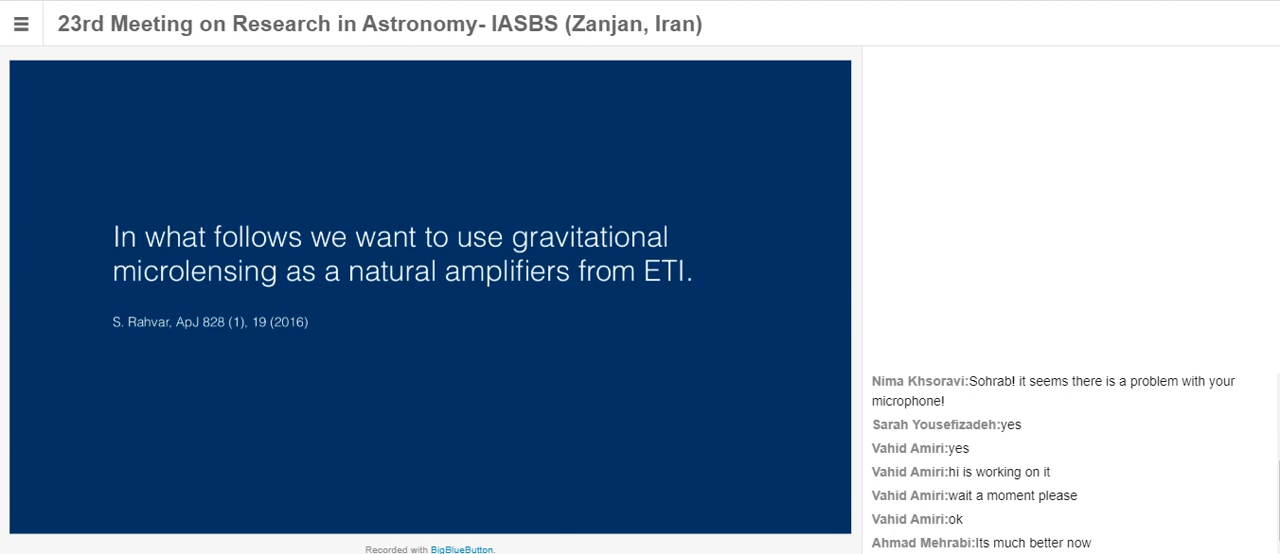 23rd Meeting on Research in Astronomy- IASBS (Zanjan, Iran)
In what follows we want to use gravitational
microlensing as a natural amplifiers from ETI.
S. Rahvar, ApJ 828 (1), 19 (2016)
Nima Khsoravi:Sohrab! it seems there is a problem with your
microphone!
Sarah Yousefizadeh:yes
Vahid Amiri:yes
Vahid Amiri:hi is working on it
Vahid Amiri:wait a moment please
Vahid Amiri:ok
Ahmad Mehrabi:Its much better now
Recorded with BigBlueButton.